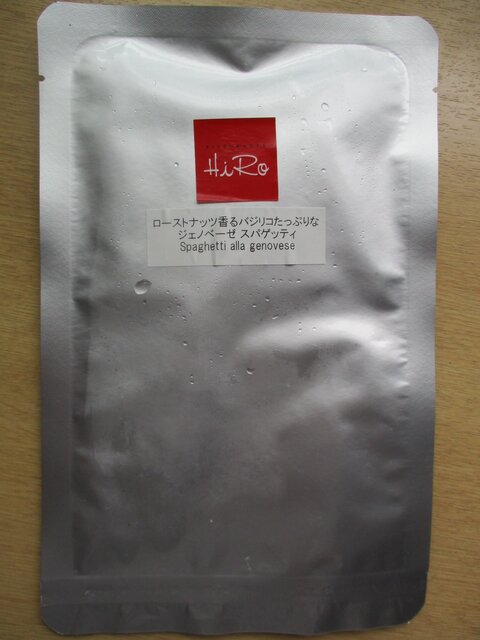 HiRo
ローストナッツ香るバジリコたっぷりな
ジェノベーゼ スパゲッティ
Spaghetti alla genovese